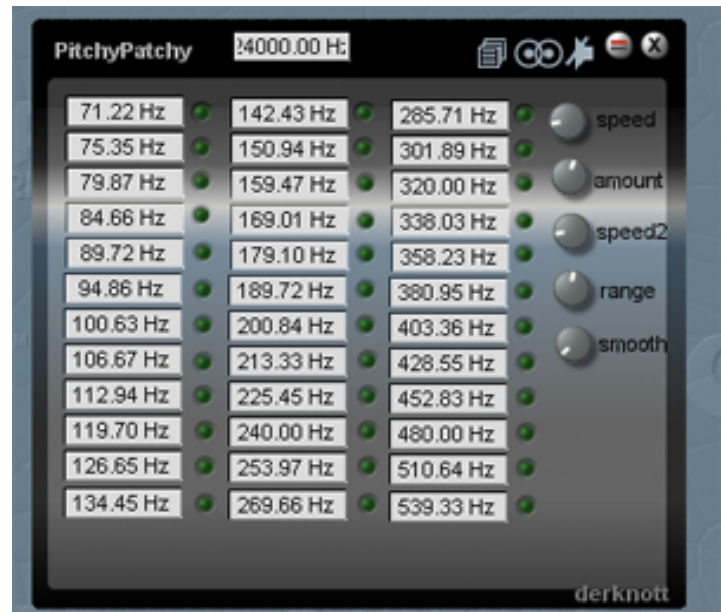 PitchyPatchy 24000.00 Hz
71.22 Hz 142.43 Hz 285.71 Hz speed
75.35 Hz 150.94 Hz 301.89 Hz
79.87 Hz 159.47 Hz 320.00 Hz amount
84.66 Hz 169.01 Hz 338.03 Hz speed2
89.72 Hz 179.10 Hz 358.23 Hz
94.86 Hz 189.72 Hz 380.95 Hz range
100.63 Hz 200.84 Hz 403.36 Hz
106.67 Hz 213.33 Hz 428.55 Hz smooth
112.94 Hz 225.45 Hz 452.83 Hz
119.70 Hz 240.00 Hz 480.00 Hz
126.65 Hz 253.97 Hz 510.64 Hz
134.45 Hz 269.66 Hz 539.33 Hz
derknott